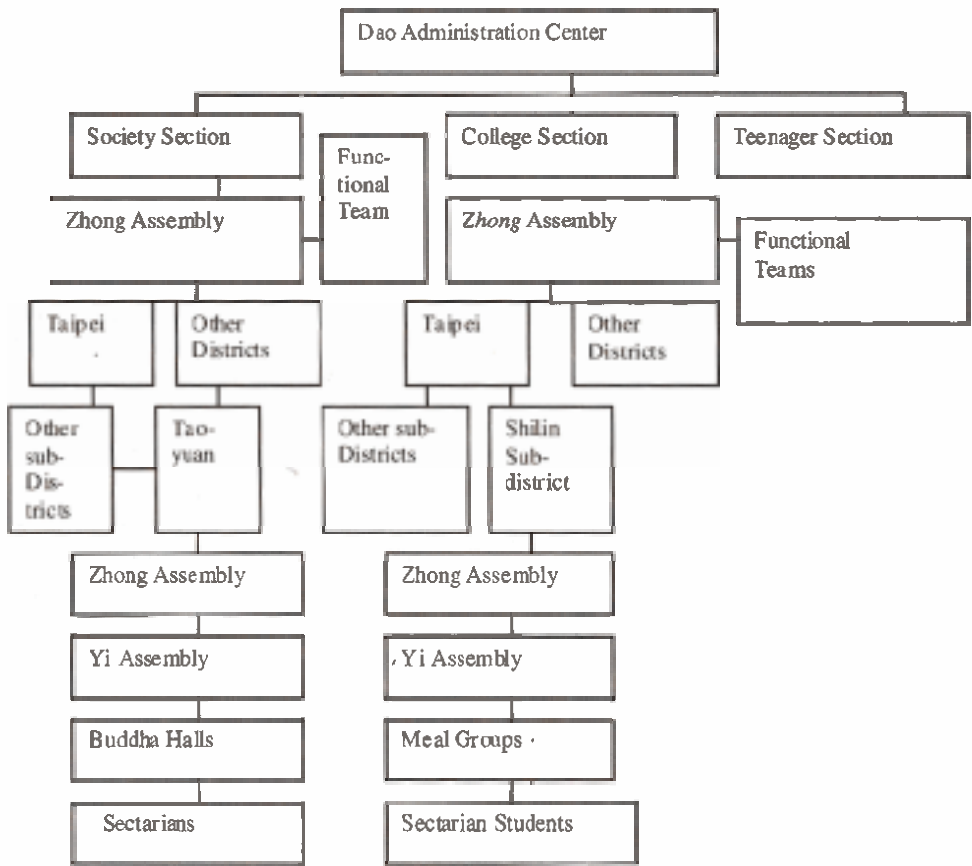 Dao Administration Center
Society Section
Func-
tional
Team
College Section
Teenager Section
Zhong Assembly
Zhong Assembly
Functional
Teams
Taipei
Other
Districts
Taipei
Other
Districts
Other
sub-
Dis-
tricts
Tao-
yuan
Other sub-
Districts
Shilin
Sub-
district
Zhong Assembly
Zhong Assembly
Yi Assembly
Yi Assembly
Buddha Halls
Meal Groups
Sectarians
Sectarian Students